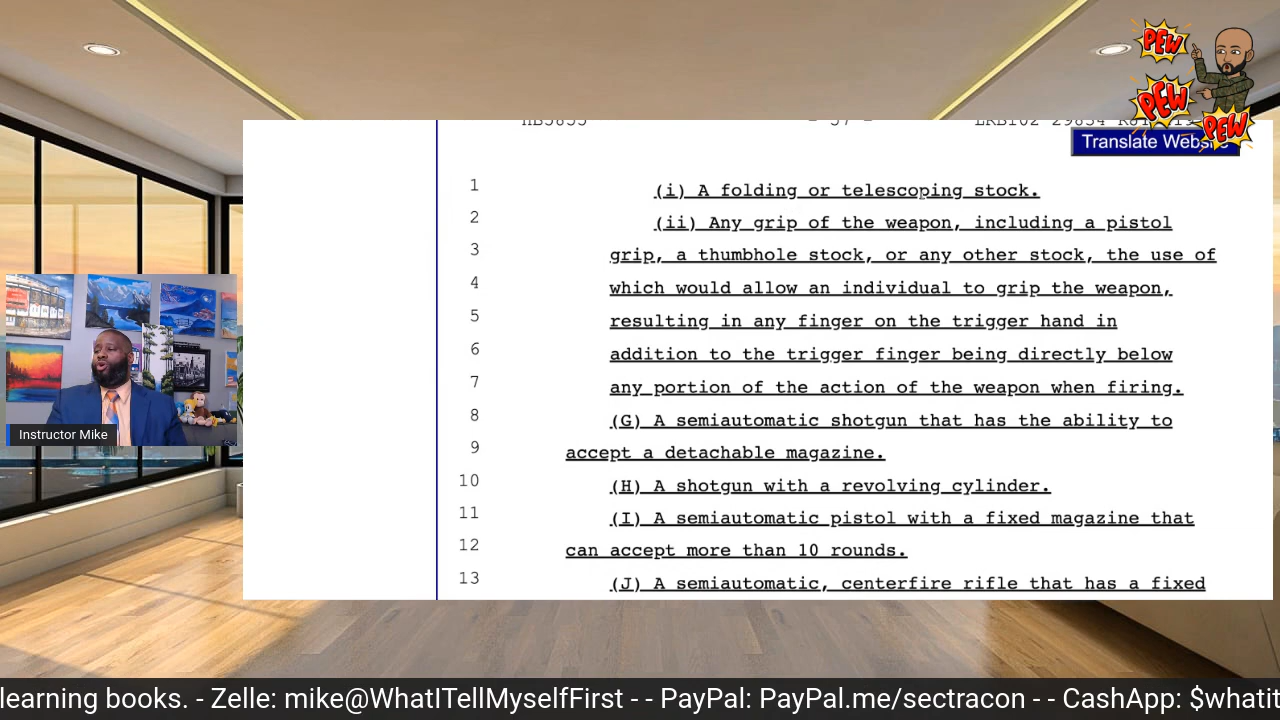 PEW
PEW
PEW
HB5855 - 57 -
Translate
1 (i) A folding or telescoping stock.
2 (ii) Any grip of the weapon, including a pistol
3 grip, a thumbhole stock, or any other stock, the use of
4 which would allow an individual to grip the weapon,
5 resulting in any finger on the trigger hand in
6 addition to the trigger finger being directly below
7 any portion of the action of the weapon when firing.
8 (G) A semiautomatic shotgun that has the ability to
9 accept a detachable magazine.
10 (H) A shotgun with a revolving cylinder.
11 (I) A semiautomatic pistol with a fixed magazine that
12 can accept more than 10 rounds.
13 (J) A semiautomatic, centerfire rifle that has a fixed
Instructor Mike
learning books. - Zelle: mike@WhatITellMyselfFirst - - PayPal: PayPal.me/sectracon - - CashApp: $whatit